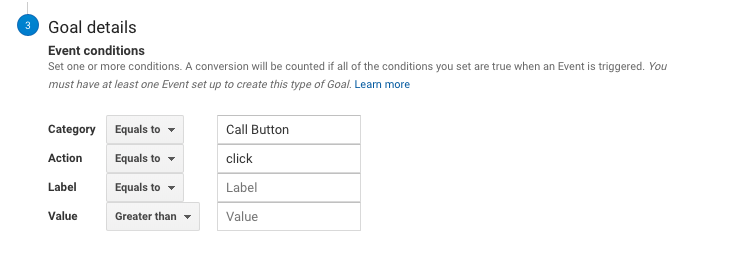 3 Goal details
Event conditions
Set one or more conditions. A conversion will be counted if all of the conditions you set are true when an Event is triggered. You
must have at least one Event set up to create this type of Goal. Learn more
Category Equals to Call Button
Action Equals to click
Label Equals to Label
Value Greater than Value